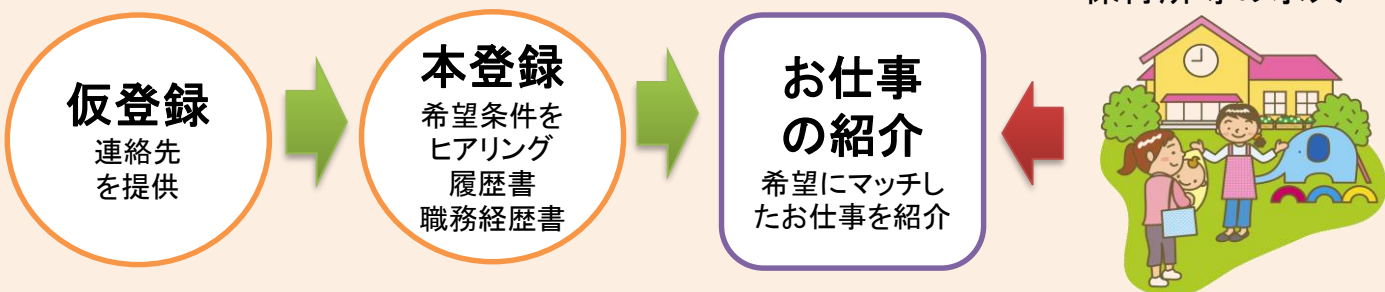 仮登録
連絡先
を提供
本登録
希望条件を
ヒアリング
履歴書
職務経歴書
お仕事
の紹介
希望にマッチし
たお仕事を紹介